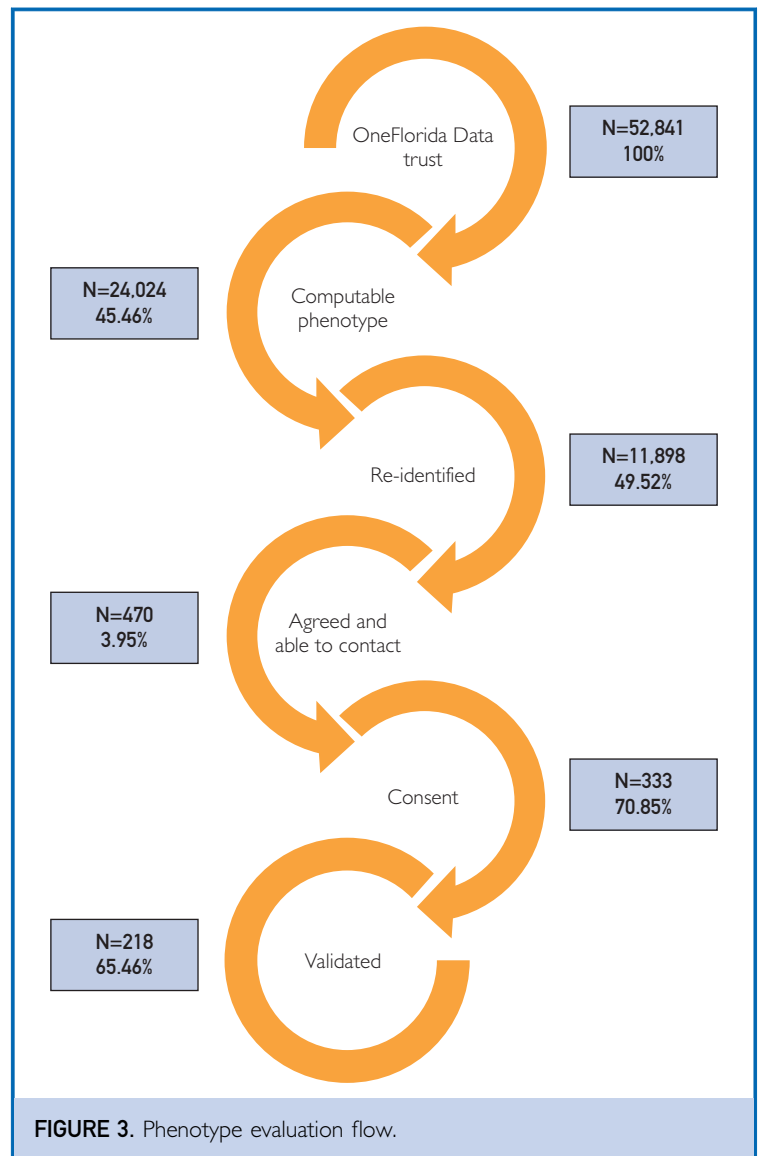 OneFlorida Data
trust
N=52,841
100%
N=24,024
45.46%
Computable
phenotype
Re-identified
N=11,898
49.52%
N=470
3.95%
Agreed and
able to contact
Consent
N=333
70.85%
N=218
65.46%
Validated
FIGURE 3. Phenotype evaluation flow.